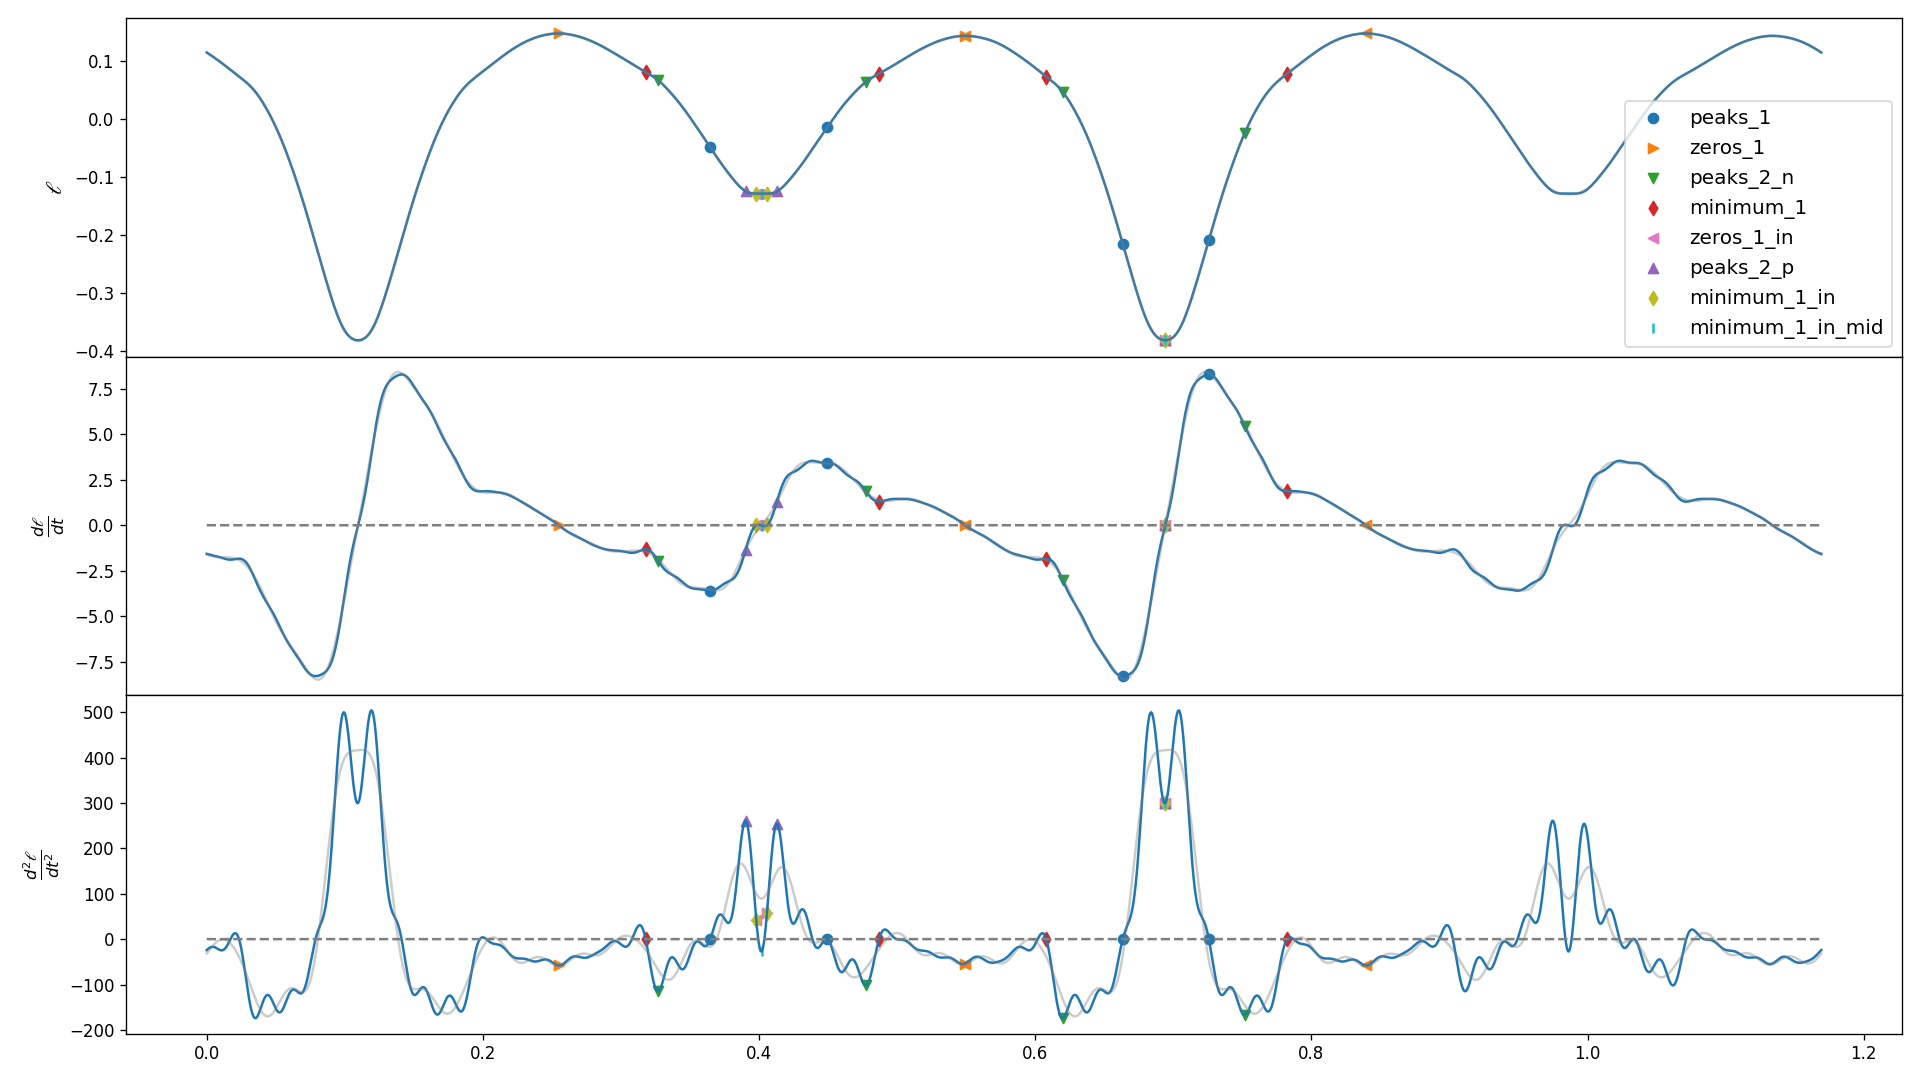 0.1
0.0
−0.1
−0.2
−0.3
−0.4
ℓ
peaks_1
zeros_1
peaks_2_n
minimum_1
zeros_1_in
peaks_2_p
minimum_1_in
minimum_1_in_mid
7.5
5.0
2.5
0.0
−2.5
−5.0
−7.5
dℓ
dt
500
400
300
200
100
0
−100
−200
d²ℓ
dt²
0.0 0.2 0.4 0.6 0.8 1.0 1.2